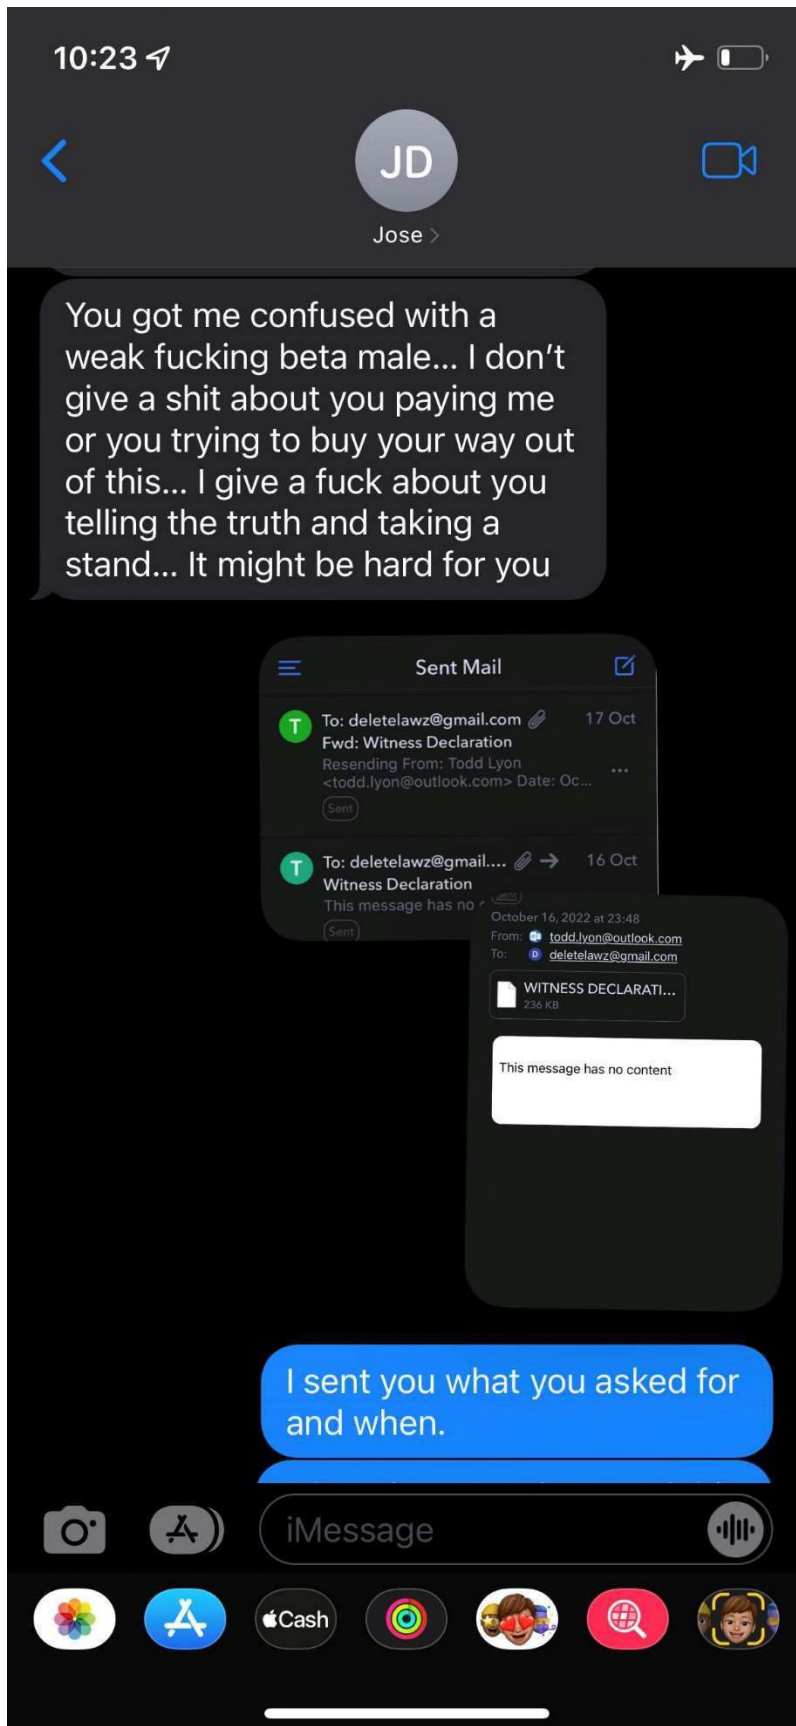 10:23
JD
Jose
You got me confused with a
weak fucking beta male... I don't
give a shit about you paying me
or you trying to buy your way out
of this... I give a fuck about you
telling the truth and taking a
stand... It might be hard for you
Sent Mail
T
To: deletelawz@gmail.com
17 Oct
Fwd: Witness Declaration
Resending From: Todd Lyon
<todd.lyon@outlook.com> Date: Oc...
Sent
T
To: deletelawz@gmail....
16 Oct
Witness Declaration
This message has no
Sent
October 16, 2022 at 23:48
From: todd.lyon@outlook.com
To: D deletelawz@gmail.com
WITNESS DECLARATI...
236 KB
This message has no content
I sent you what you asked for
and when.
iMessage
Cash